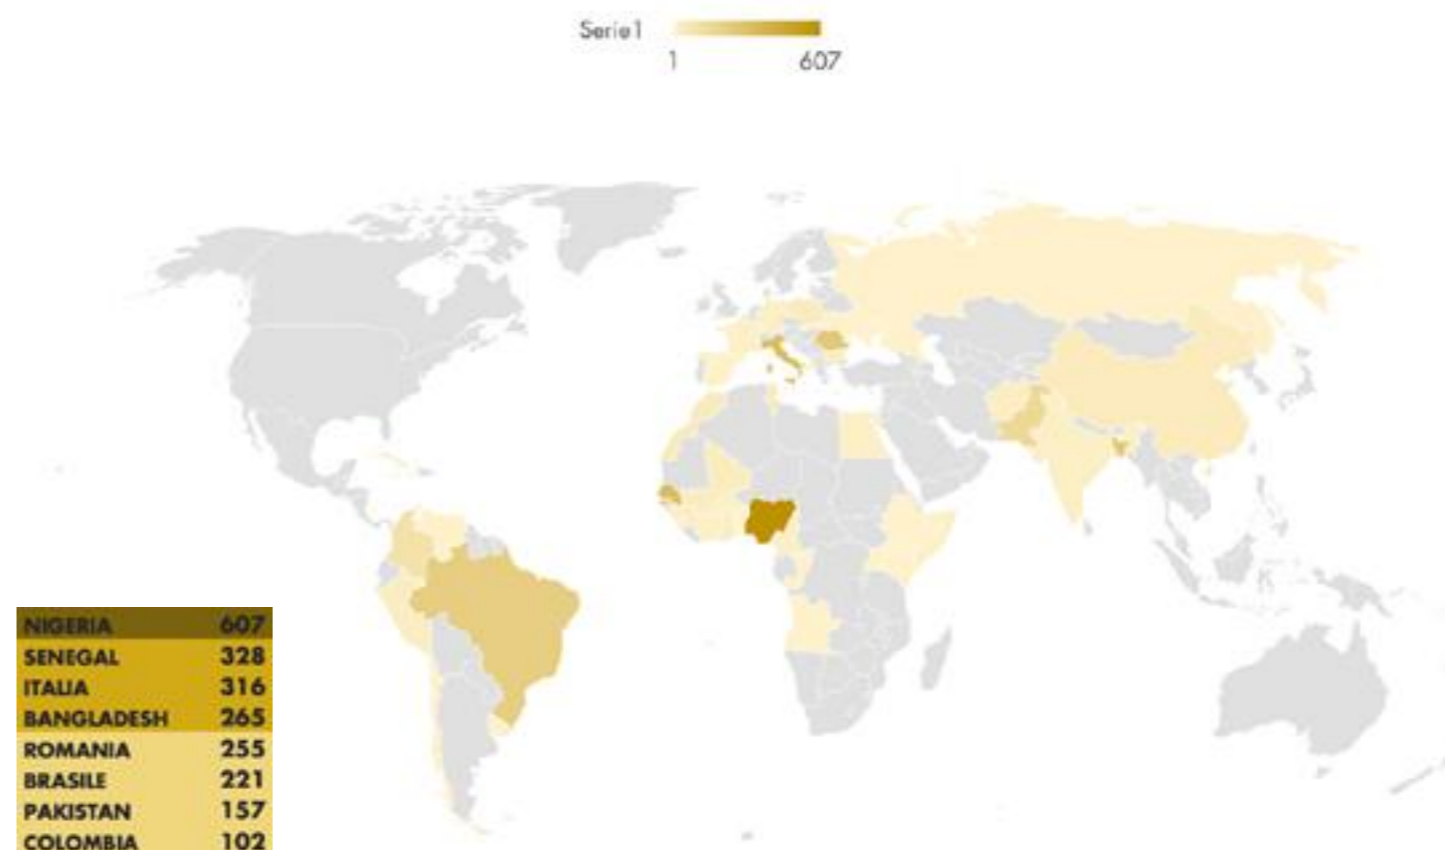 Serie1
1 607
NIGERIA 607
SENEGAL 328
ITALIA 316
BANGLADESH 265
ROMANIA 255
BRASILE 221
PAKISTAN 157
COLOMBIA 102